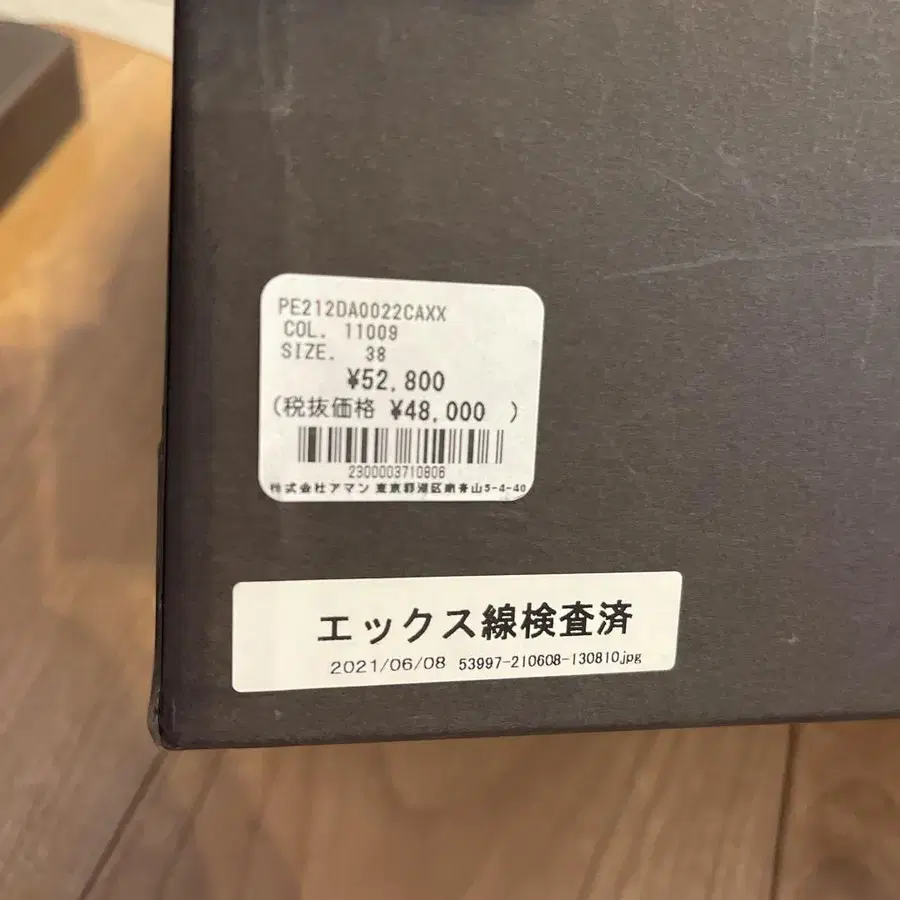 PE212DA0022CAXX
COL. 11009
SIZE. 38
¥52,800
(税抜価格 ¥48,000 )
2300003710806
株式会社アマン 東京都港区南青山5-4-40
エックス線検査済
2021/06/08 53997-210608-130810jpg